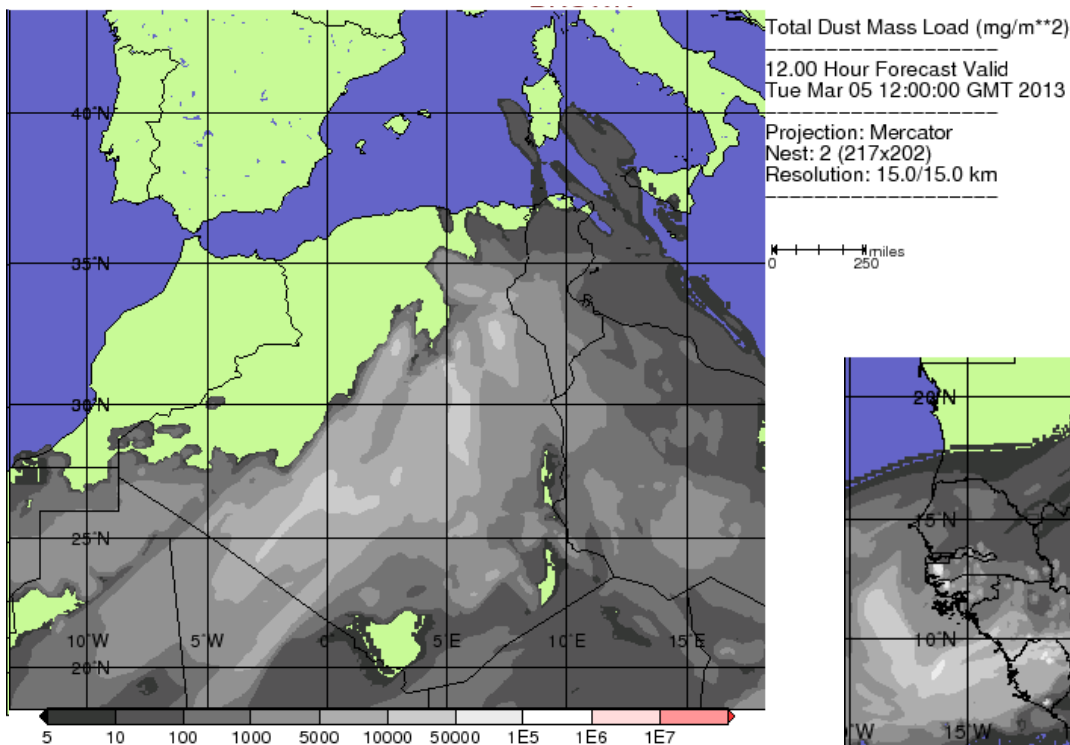 Total Dust Mass Load (mg/m**2)
12.00 Hour Forecast Valid
Tue Mar 05 12:00:00 GMT 2013
Projection: Mercator
Nest: 2 (217x202)
Resolution: 15.0/15.0 km
0 250 miles
40°N
35°N
30°N
25°N
10°W 5°W 0 5°E 10°E 15°E
20°N
5 10 100 1000 5000 10000 50000 1E5 1E6 1E7
20°N
15°N
10°N
°W 15°W